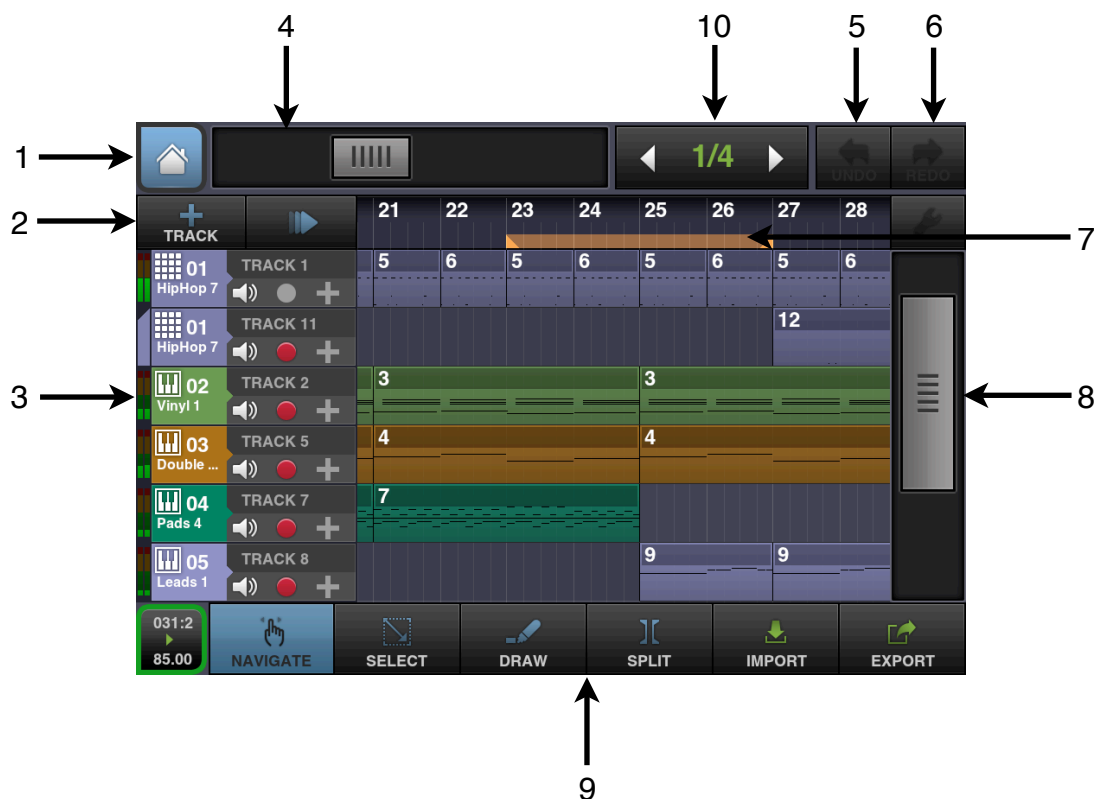 4 10 5 6
1
1/4
UNDO REDO
2
TRACK
21 22 23 24 25 26 27 28
7
01 TRACK 1
HipHop 7
5 6 5 6 5 6 5 6
01 TRACK 11
HipHop 7
12
3
02 TRACK 2
Vinyl 1
3 3
8
03 TRACK 5
Double ...
4 4
04 TRACK 7
Pads 4
7
05 TRACK 8
Leads 1
9 9
031:2
85.00
NAVIGATE SELECT DRAW SPLIT IMPORT EXPORT
9